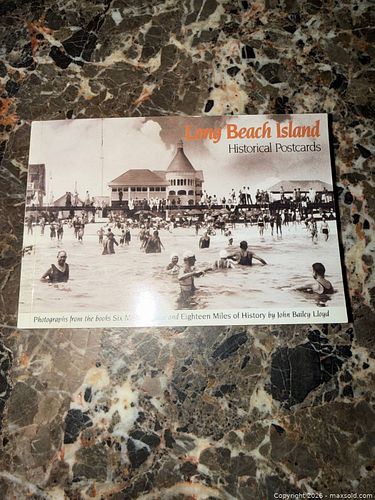 Long Beach Island
Historical Postcards
Photographs from the books Six M and Eighteen Miles of History by John Bailey Lloyd
Copyright 2026 - maxsold.com